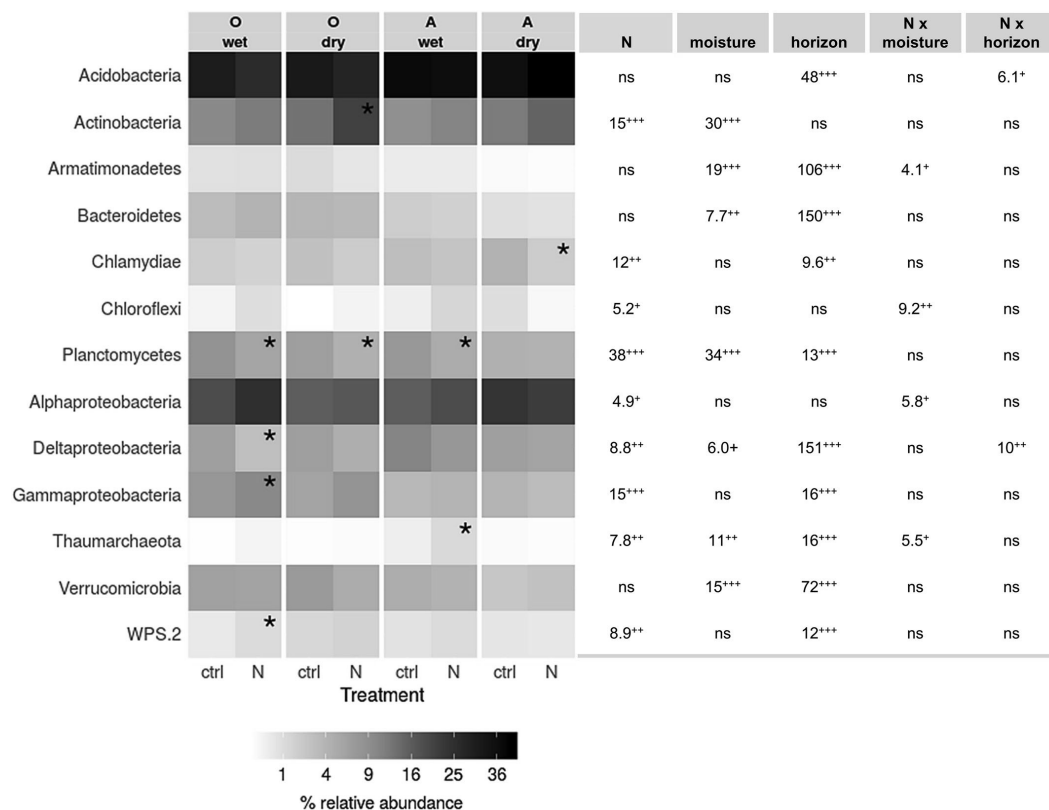 O O A A N x N x
wet dry wet dry N moisture horizon moisture horizon
Acidobacteria ns ns 48+++ ns 6.1+
Actinobacteria * 15+++ 30+++ ns ns ns
Armatimonadetes ns 19+++ 106+++ 4.1+ ns
Bacteroidetes ns 7.7++ 150+++ ns ns
Chlamydiae * 12++ ns 9.6++ ns ns
Chloroflexi 5.2+ ns ns 9.2++ ns
Planctomycetes * * * 38+++ 34+++ 13+++ ns ns
Alphaproteobacteria 4.9+ ns ns 5.8+ ns
Deltaproteobacteria * 8.8++ 6.0+ 151+++ ns 10++
Gammaproteobacteria * 15+++ ns 16+++ ns ns
Thaumarchaeota * 7.8++ 11++ 16+++ 5.5+ ns
Verrucomicrobia ns 15+++ 72+++ ns ns
WPS.2 * 8.9++ ns 12+++ ns ns
ctrl N ctrl N ctrl N ctrl N
Treatment
1 4 9 16 25 36
% relative abundance